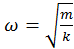 ω = √(m/k)